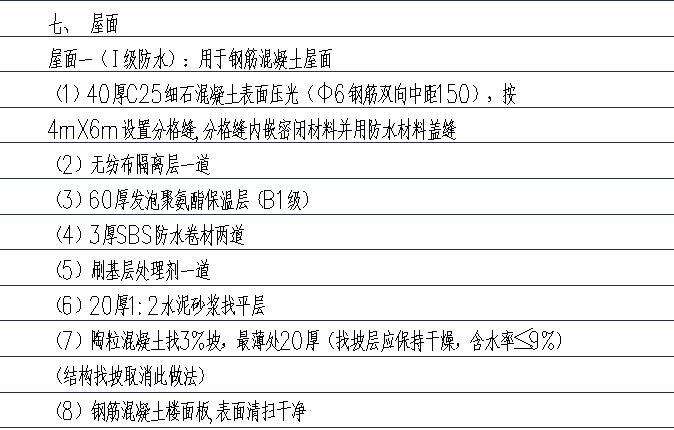 七、 屋面
屋面一（Ⅰ级防水）：用于钢筋混凝土屋面
（1）40厚C25细石混凝土表面压光（Φ6钢筋双向中距150），按
4mX6m设置分格缝,分格缝内嵌密闭材料并用防水材料盖缝
（2）无纺布隔离层一道
（3）60厚发泡聚氨酯保温层（B1级）
（4）3厚SBS防水卷材两道
（5）刷基层处理剂一道
（6）20厚1:2水泥砂浆找平层
（7）陶粒混凝土找3%坡，最薄处20厚（找坡层应保持干燥，含水率≤9%）
（结构找坡取消此做法）
（8）钢筋混凝土楼面板,表面清扫干净